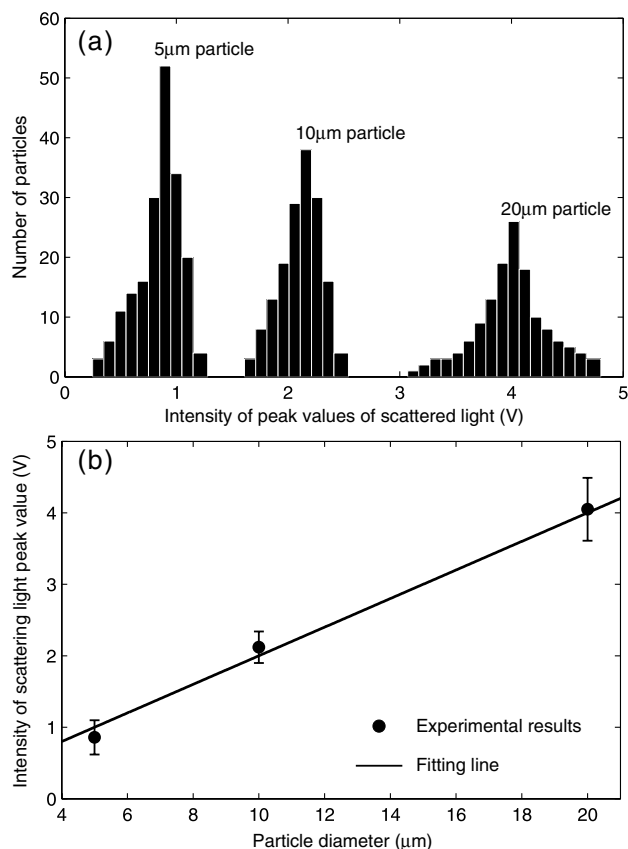 (a)
5μm particle
10μm particle
20μm particle
Number of particles
60
50
40
30
20
10
0
0 1 2 3 4 5
Intensity of peak values of scattered light (V)
(b)
Intensity of scattering light peak value (V)
5
4
3
2
1
0
Experimental results
Fitting line
4 6 8 10 12 14 16 18 20
Particle diameter (μm)